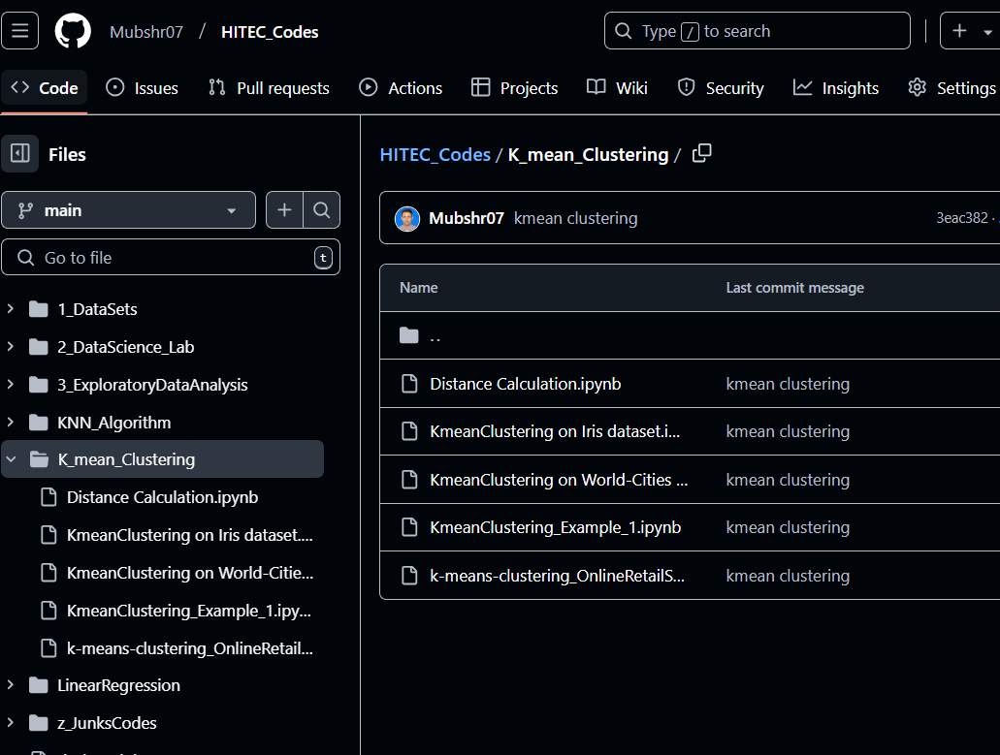 Mubshr07 / HITEC_Codes
Type / to search
Code Issues Pull requests Actions Projects Wiki Security Insights Settings
Files
main
Go to file t
1_DataSets
2_DataScience_Lab
3_ExploratoryDataAnalysis
KNN_Algorithm
K_mean_Clustering
Distance Calculation.ipynb
KmeanClustering on Iris dataset....
KmeanClustering on World-Citie...
KmeanClustering_Example_1.ipy...
k-means-clustering_OnlineRetail...
LinearRegression
z_JunksCodes
HITEC_Codes / K_mean_Clustering /
Mubshr07 kmean clustering 3eac382 ·
Name Last commit message
..
Distance Calculation.ipynb kmean clustering
KmeanClustering on Iris dataset.i... kmean clustering
KmeanClustering on World-Cities ... kmean clustering
KmeanClustering_Example_1.ipynb kmean clustering
k-means-clustering_OnlineRetailS... kmean clustering